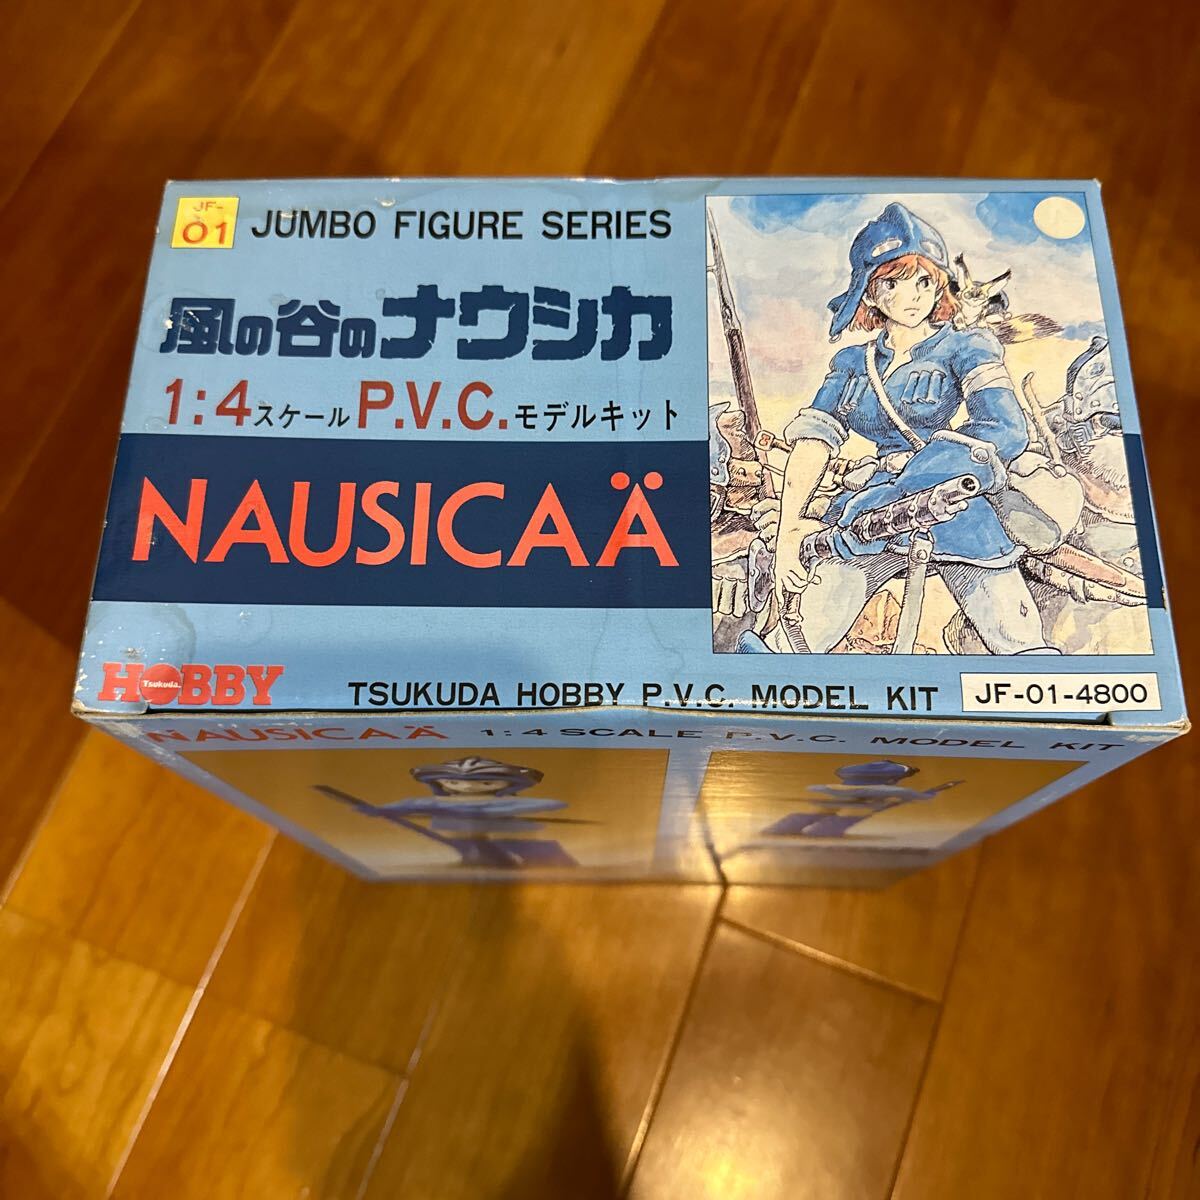 JF-
01
JUMBO FIGURE SERIES
風の谷のナウシカ
1:4スケール P.V.C. モデルキット
NAUSICAÄ
HOBBY
Tsukuda
TSUKUDA HOBBY P.V.C. MODEL KIT
JF-01-4800
NAUSICAÄ 1:4 SCALE P.V.C. MODEL KIT